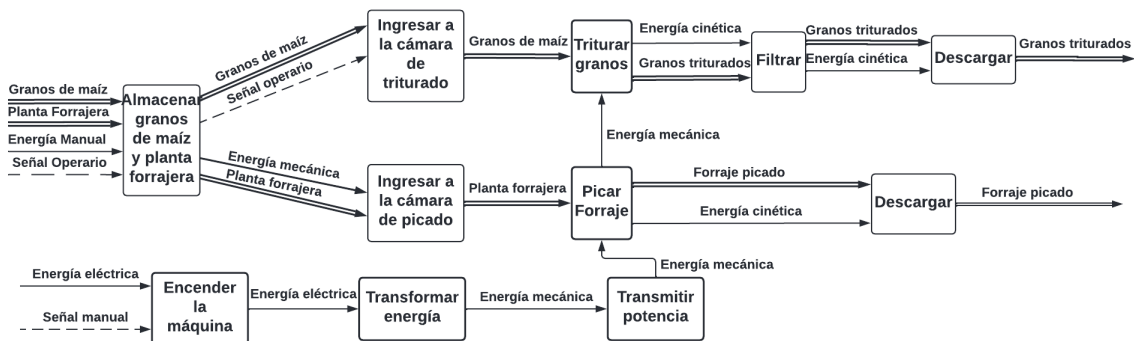 Granos de maíz
Planta Forrajera
Energía Manual
Señal Operario
Almacenar
granos
de maíz
y planta
forrajera
Granos de maíz
Señal operario
Energía mecánica
Planta forrajera
Ingresar a
la cámara
de
triturado
Granos de maíz
Triturar
granos
Energía cinética
Granos triturados
Filtrar
Granos triturados
Energía cinética
Descargar
Granos triturados
Energía mecánica
Ingresar a
la cámara
de picado
Planta forrajera
Picar
Forraje
Forraje picado
Energía cinética
Descargar
Forraje picado
Energía mecánica
Energía eléctrica
Señal manual
Encender
la
máquina
Energía eléctrica
Transformar
energía
Energía mecánica
Transmitir
potencia